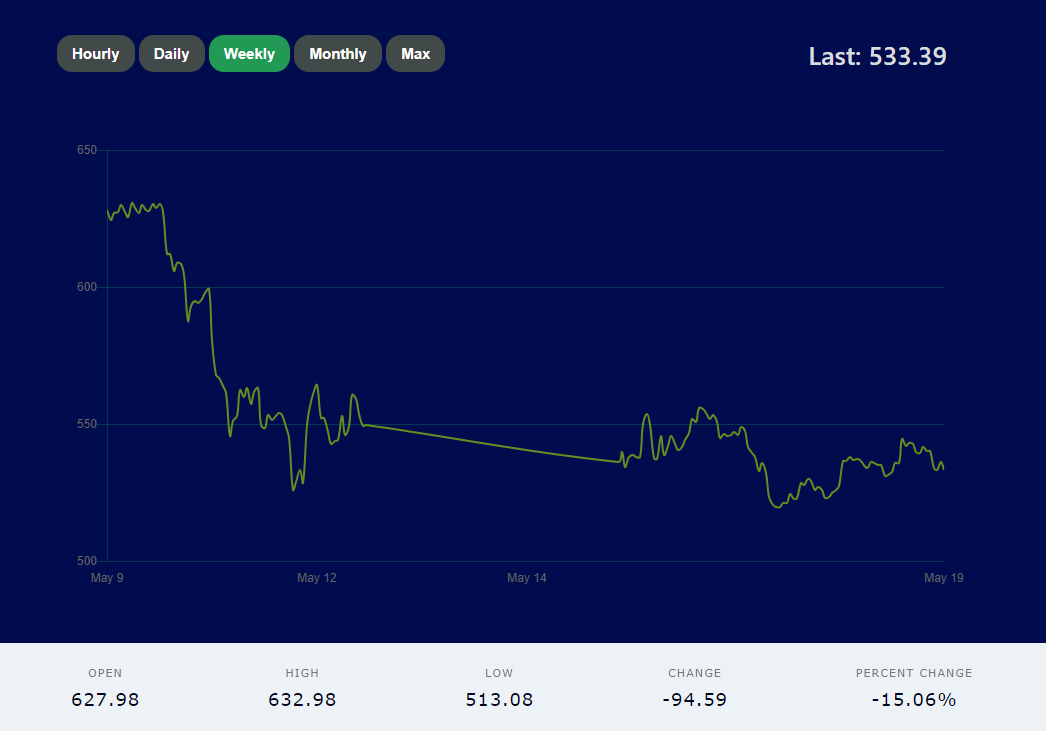 Hourly Daily Weekly Monthly Max
Last: 533.39
650
600
550
500
May 9 May 12 May 14 May 19
OPEN HIGH LOW CHANGE PERCENT CHANGE
627.98 632.98 513.08 -94.59 -15.06%